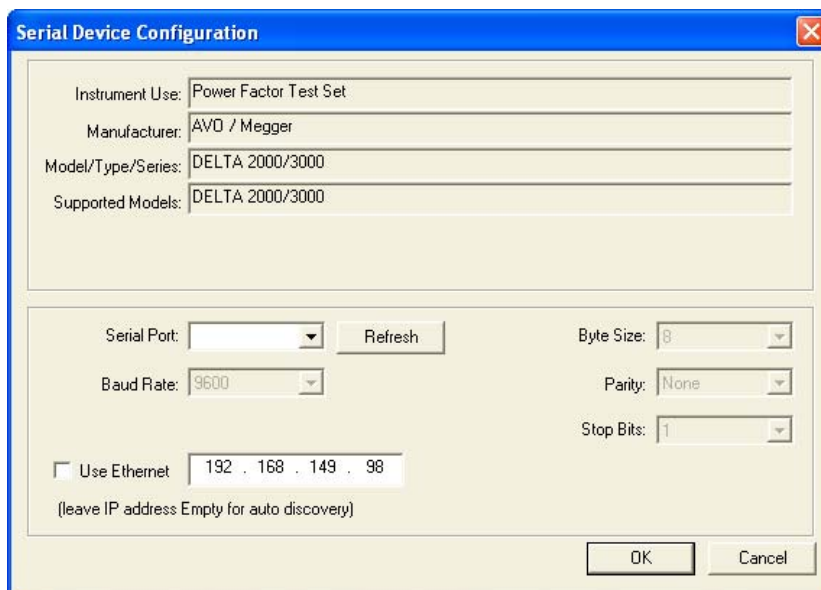 Serial Device Configuration
Instrument Use: Power Factor Test Set
Manufacturer: AVO / Megger
Model/Type/Series: DELTA 2000/3000
Supported Models: DELTA 2000/3000
Serial Port: Refresh Byte Size: 8
Baud Rate: 9600 Parity: None
Stop Bits: 1
Use Ethernet 192 . 168 . 149 . 98
(leave IP address Empty for auto discovery)
OK Cancel